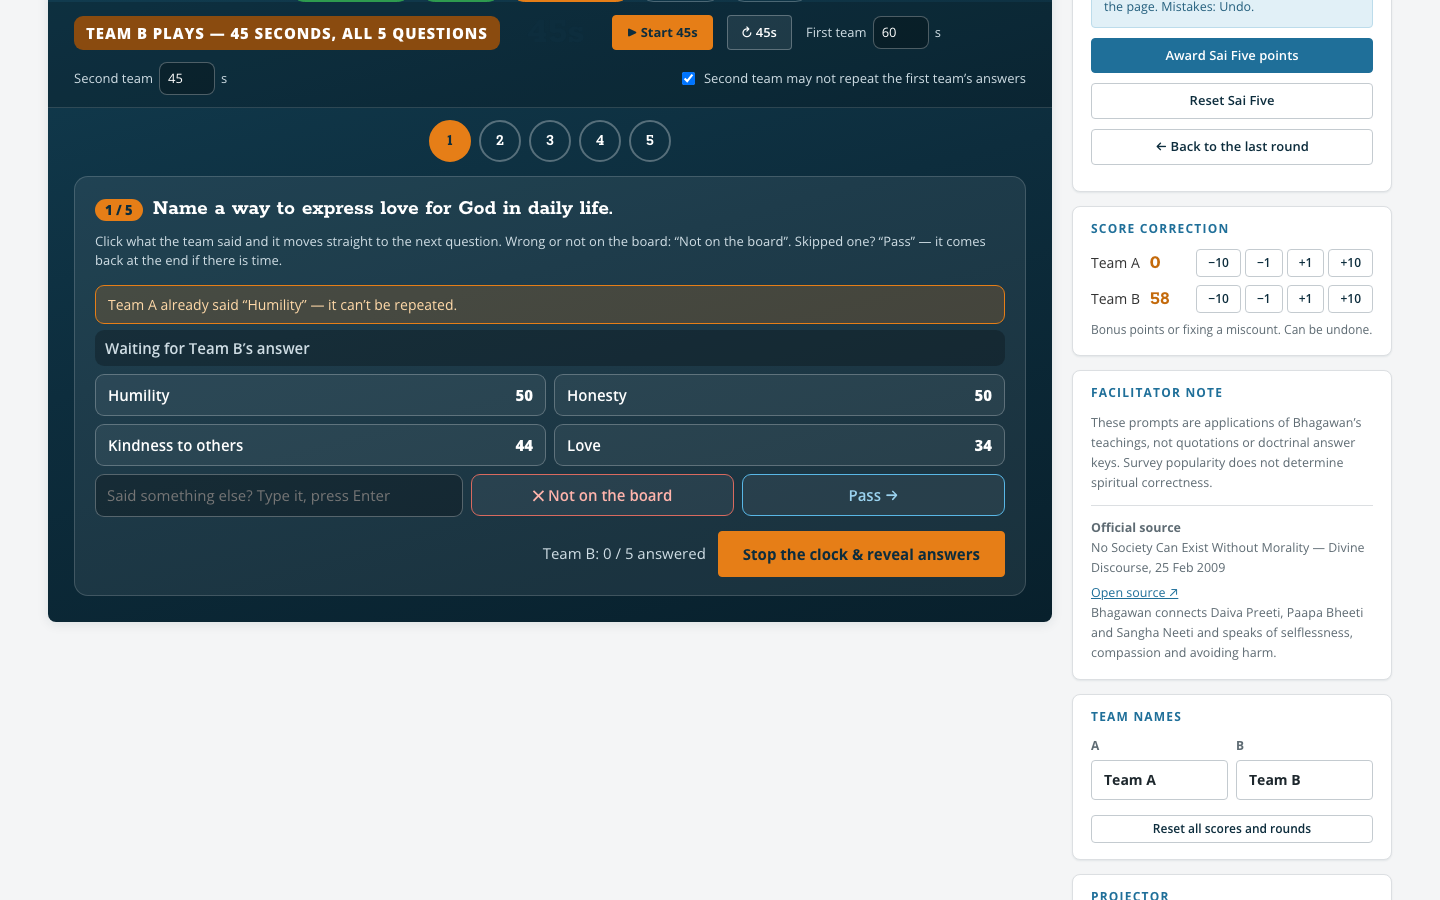 TEAM B PLAYS — 45 SECONDS, ALL 5 QUESTIONS
▶ Start 45s
↻ 45s
First team 60 s
Second team 45 s
Second team may not repeat the first team's answers
1 2 3 4 5
1 / 5 Name a way to express love for God in daily life.
Click what the team said and it moves straight to the next question. Wrong or not on the board: “Not on the board”. Skipped one? “Pass” — it comes
back at the end if there is time.
Team A already said “Humility” — it can’t be repeated.
Waiting for Team B’s answer
Humility 50
Honesty 50
Kindness to others 44
Love 34
Said something else? Type it, press Enter
✕ Not on the board
Pass →
Team B: 0 / 5 answered
Stop the clock & reveal answers
the page. Mistakes: Undo.
Award Sai Five points
Reset Sai Five
← Back to the last round
SCORE CORRECTION
Team A 0 −10 −1 +1 +10
Team B 58 −10 −1 +1 +10
Bonus points or fixing a miscount. Can be undone.
FACILITATOR NOTE
These prompts are applications of Bhagawan’s
teachings, not quotations or doctrinal answer
keys. Survey popularity does not determine
spiritual correctness.
Official source
No Society Can Exist Without Morality — Divine
Discourse, 25 Feb 2009
Open source ↗
Bhagawan connects Daiva Preeti, Paapa Bheeti
and Sangha Neeti and speaks of selflessness,
compassion and avoiding harm.
TEAM NAMES
A B
Team A Team B
Reset all scores and rounds
PROJECTOR